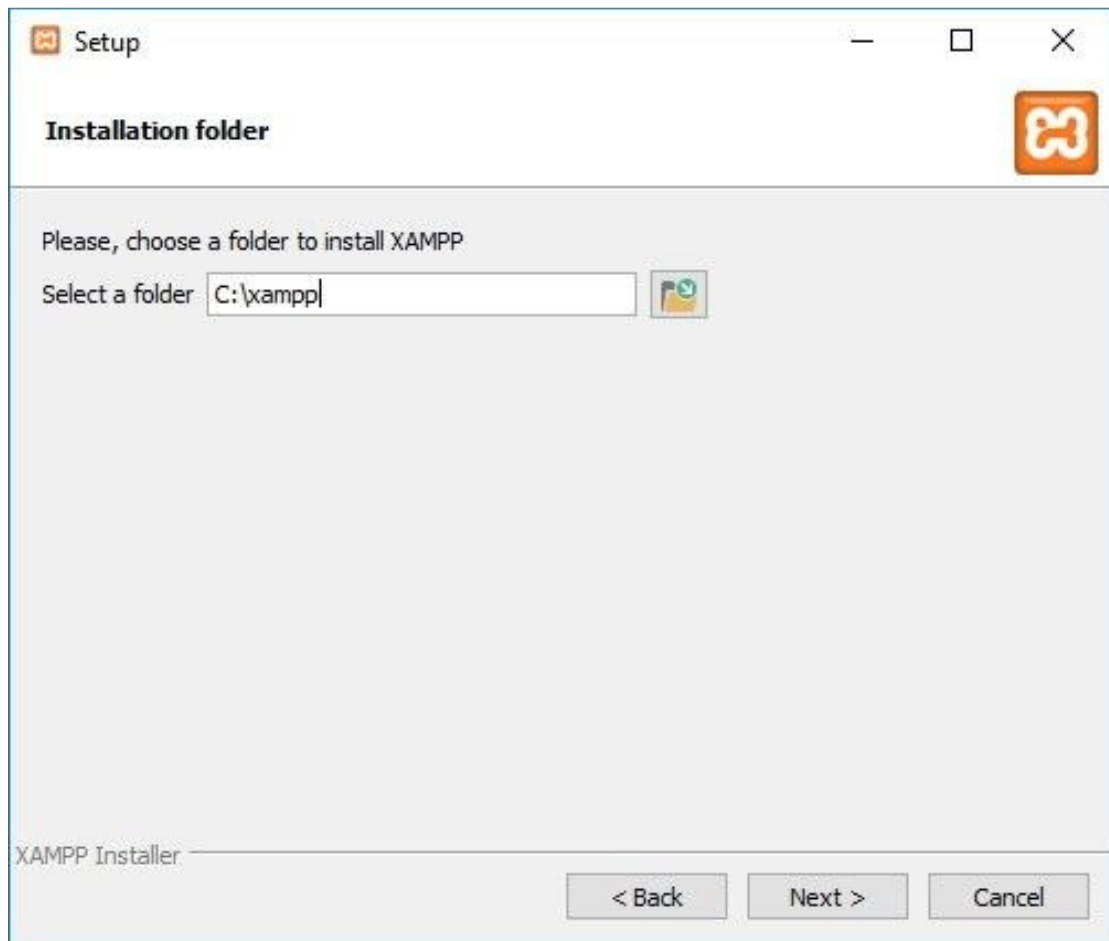 Setup
Installation folder
Please, choose a folder to install XAMPP
Select a folder C:\xampp
XAMPP Installer
< Back Next > Cancel